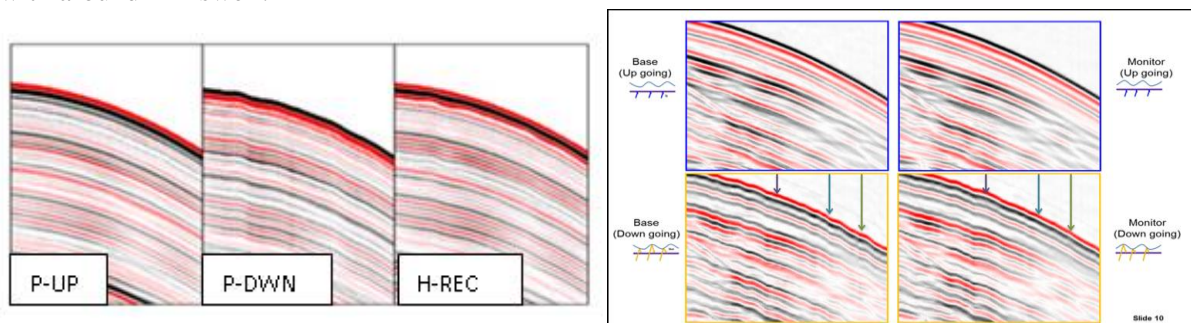 P-UP
P-DWN
H-REC
Base
(Up going)
Monitor
(Up going)
Base
(Down going)
Monitor
(Down going)
Slide 10